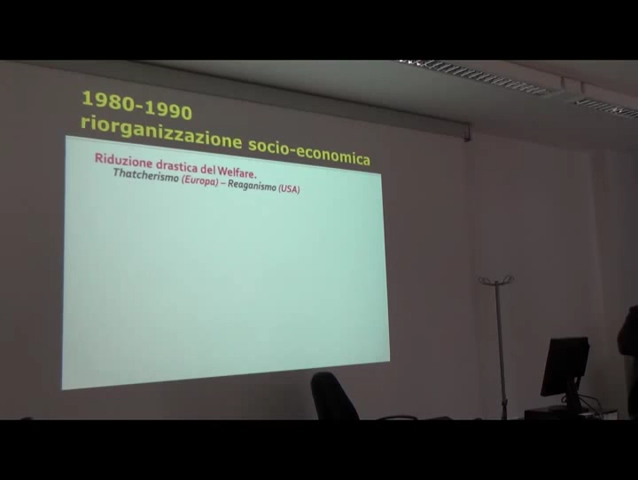 1980-1990
riorganizzazione socio-economica
Riduzione drastica del Welfare.
Thatcherismo (Europa) – Reaganismo (USA)